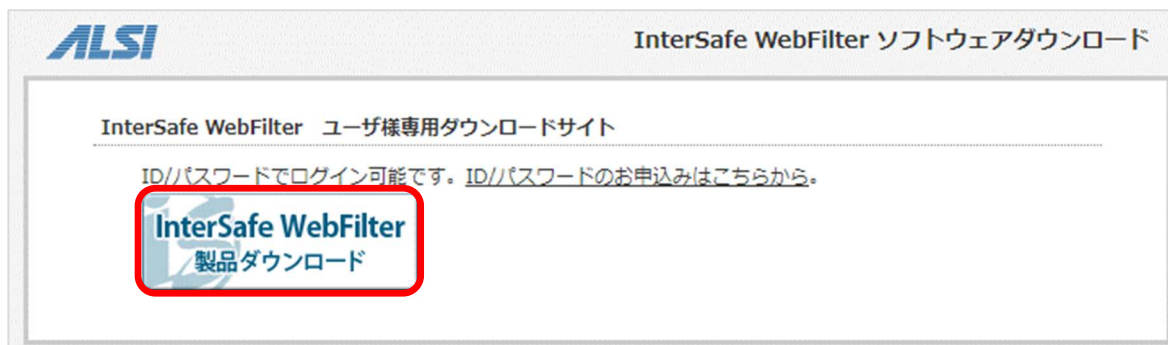 ALSI
InterSafe WebFilter ソフトウェアダウンロード
InterSafe WebFilter　ユーザ様専用ダウンロードサイト
ID/パスワードでログイン可能です。ID/パスワードのお申込みはこちらから。
InterSafe WebFilter
製品ダウンロード